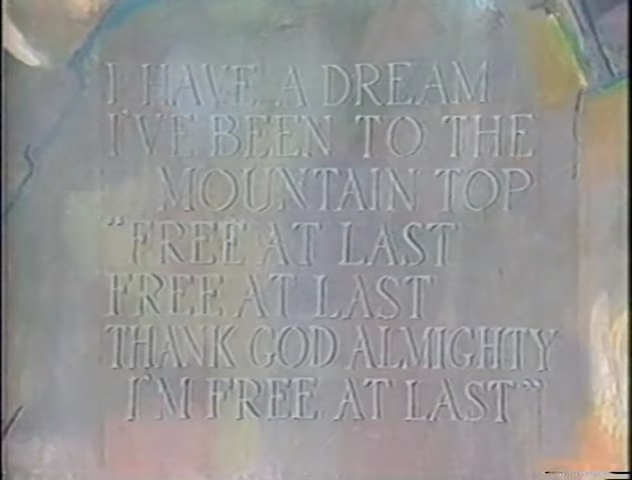 I HAVE A DREAM
I'VE BEEN TO THE
MOUNTAIN TOP
"FREE AT LAST
FREE AT LAST
THANK GOD ALMIGHTY
I'M FREE AT LAST"